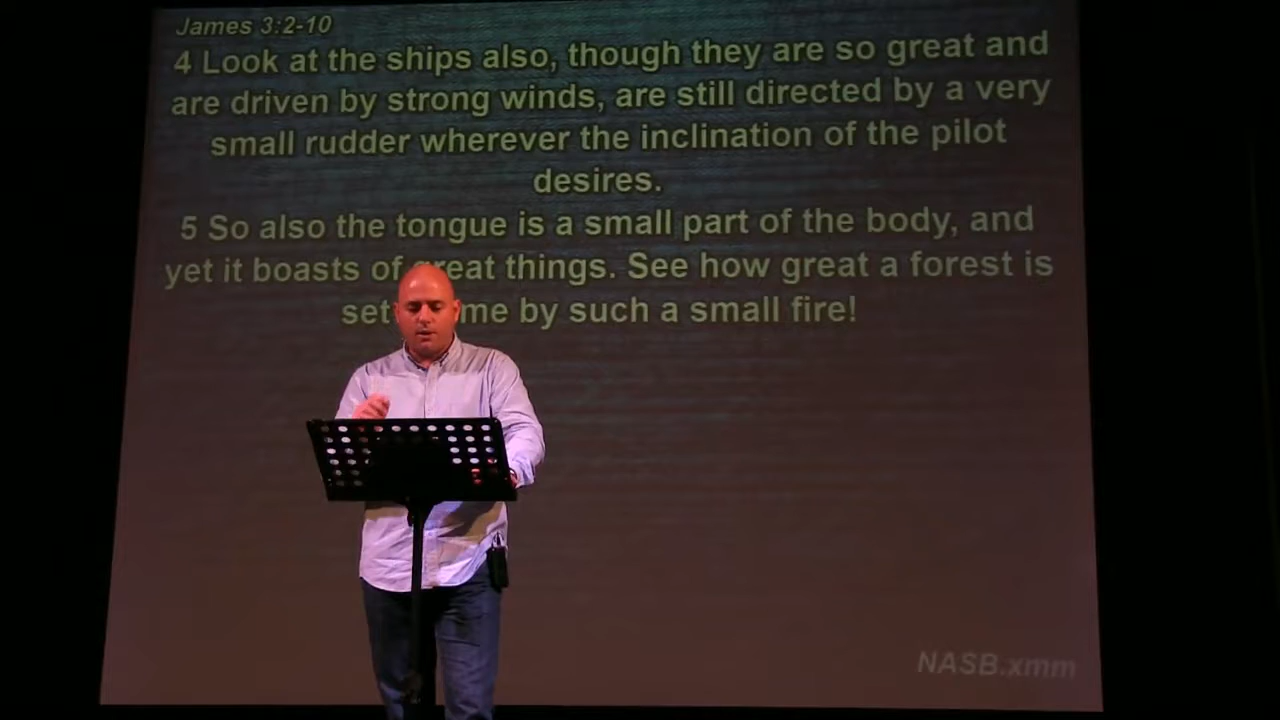 James 3:2-10
4 Look at the ships also, though they are so great and
are driven by strong winds, are still directed by a very
small rudder wherever the inclination of the pilot
desires.
5 So also the tongue is a small part of the body, and
yet it boasts of great things. See how great a forest is
set by such a small fire!
NASB.xmm